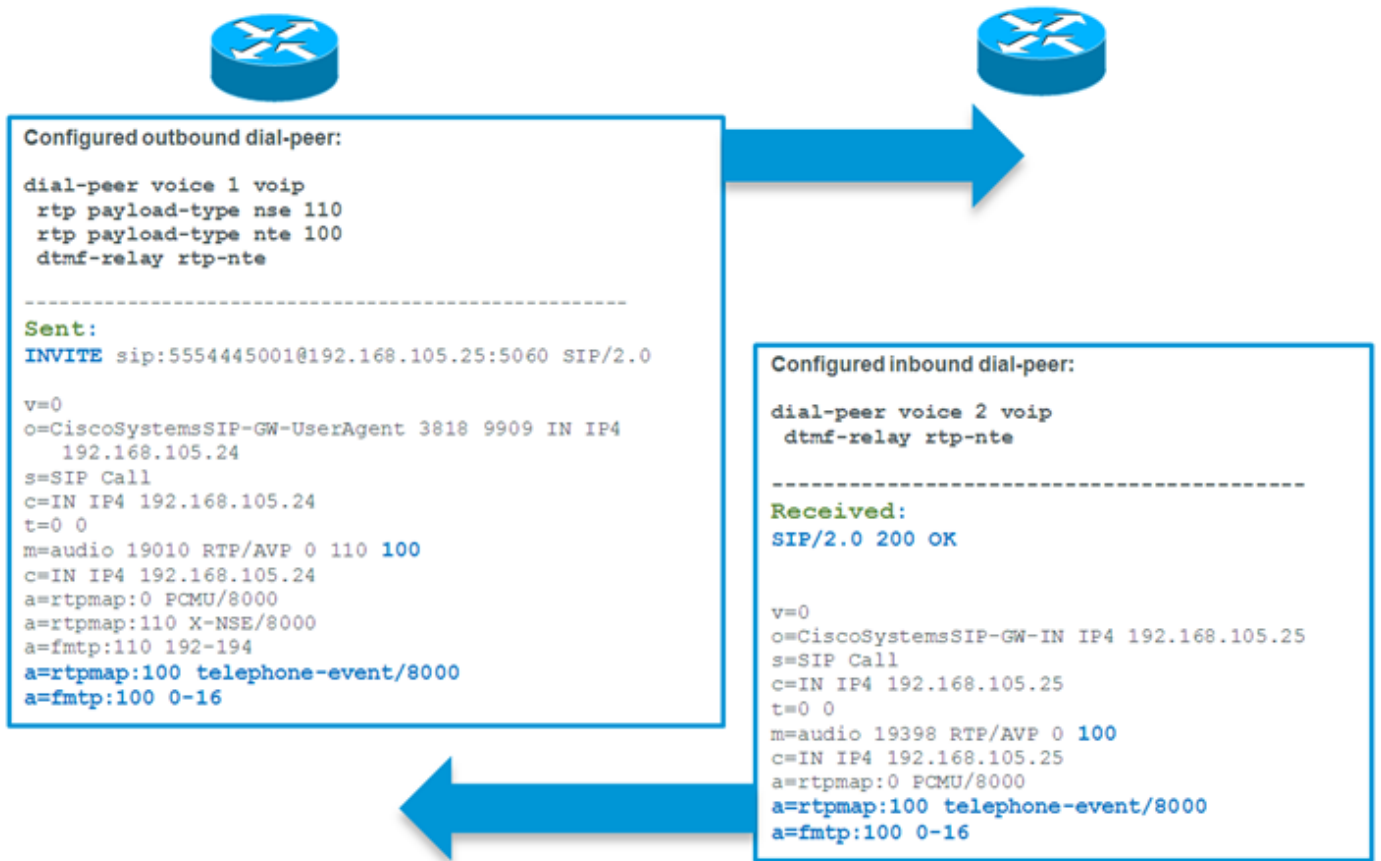 Configured outbound dial-peer:
dial-peer voice 1 voip
rtp payload-type nse 110
rtp payload-type nte 100
dtmf-relay rtp-nte
-----------------------------------------------------
Sent:
INVITE sip:5554445001@192.168.105.25:5060 SIP/2.0
v=0
o=CiscoSystemsSIP-GW-UserAgent 3818 9909 IN IP4
192.168.105.24
s=SIP Call
c=IN IP4 192.168.105.24
t=0 0
m=audio 19010 RTP/AVP 0 110 100
c=IN IP4 192.168.105.24
a=rtpmap:0 PCMU/8000
a=rtpmap:110 X-NSE/8000
a=fmtp:110 192-194
a=rtpmap:100 telephone-event/8000
a=fmtp:100 0-16
Configured inbound dial-peer:
dial-peer voice 2 voip
dtmf-relay rtp-nte
------------------------------------------
Received:
SIP/2.0 200 OK
v=0
o=CiscoSystemsSIP-GW-IN IP4 192.168.105.25
s=SIP Call
c=IN IP4 192.168.105.25
t=0 0
m=audio 19398 RTP/AVP 0 100
c=IN IP4 192.168.105.25
a=rtpmap:0 PCMU/8000
a=rtpmap:100 telephone-event/8000
a=fmtp:100 0-16